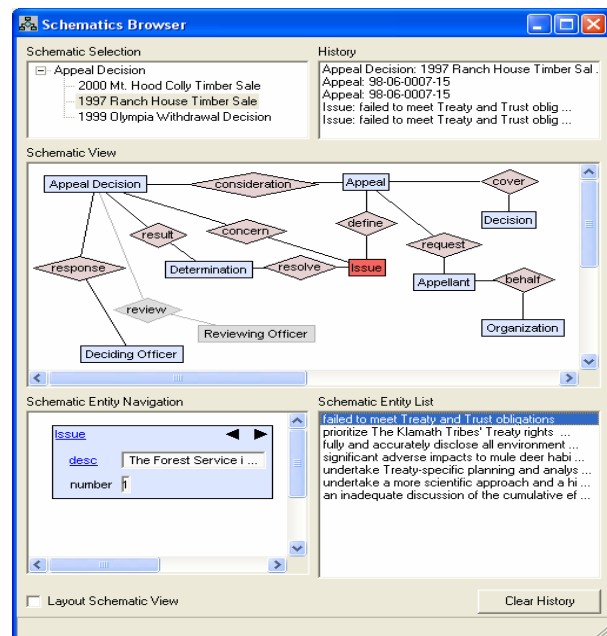 Schematics Browser
Schematic Selection
History
Appeal Decision
2000 Mt. Hood Colly Timber Sale
1997 Ranch House Timber Sale
1999 Olympia Withdrawal Decision
Appeal Decision: 1997 Ranch House Timber Sal .
Appeal: 98-06-0007-15
Appeal: 98-06-0007-15
Issue: failed to meet Treaty and Trust oblig ...
Issue: failed to meet Treaty and Trust oblig ...
Schematic View
Appeal Decision
consideration
Appeal
cover
Decision
result
concern
define
request
response
Determination
resolve
Issue
Appellant
behalf
review
Reviewing Officer
Organization
Deciding Officer
Schematic Entity Navigation
Schematic Entity List
Issue
desc The Forest Service i ...
number 1
failed to meet Treaty and Trust obligations
prioritize The Klamath Tribes' Treaty rights ...
fully and accurately disclose all environment ...
significant adverse impacts to mule deer habi ...
undertake Treaty-specific planning and analys ...
undertake a more scientific approach and a hi ...
an inadequate discussion of the cumulative ef ...
Layout Schematic View
Clear History